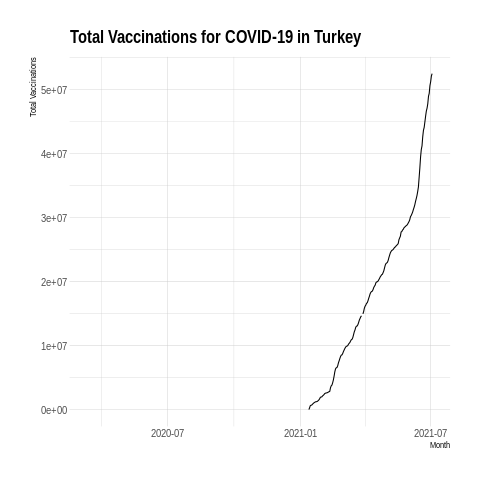 Total Vaccinations for COVID-19 in Turkey
Total Vaccinations
5e+07
4e+07
3e+07
2e+07
1e+07
0e+00
2020-07 2021-01 2021-07
Month